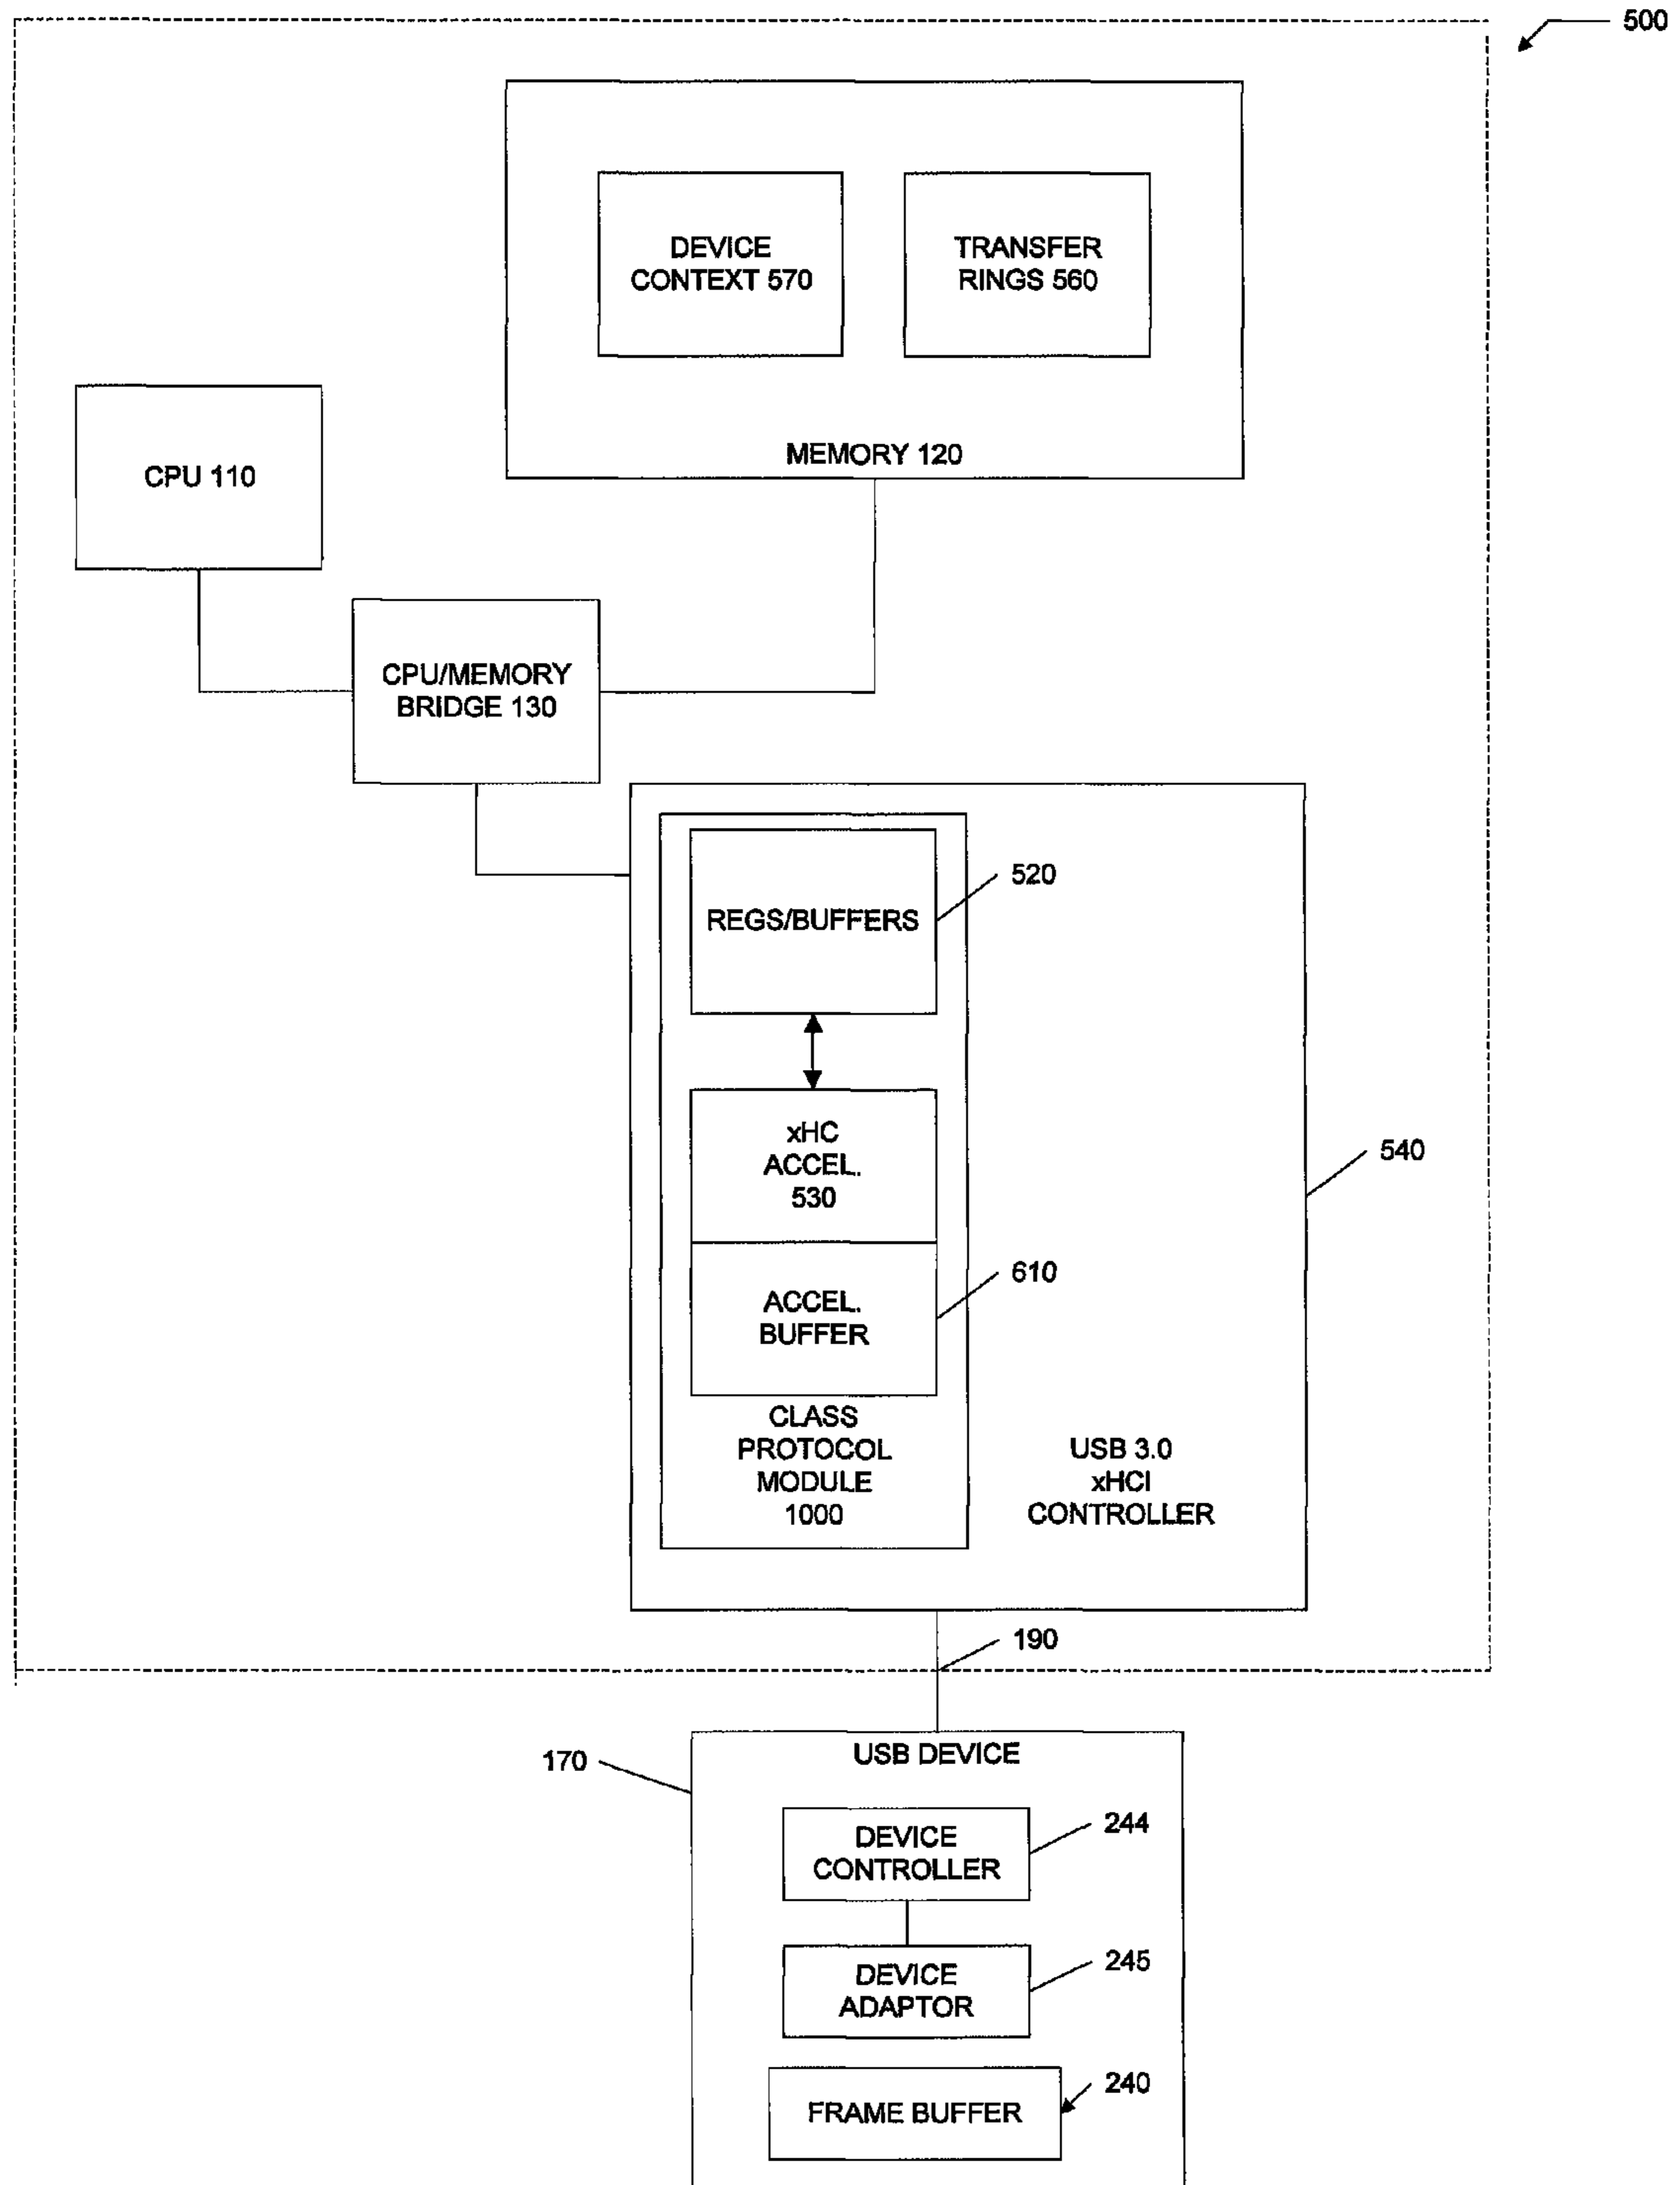 500
DEVICE
CONTEXT 570
TRANSFER
RINGS 560
MEMORY 120
CPU 110
CPU/MEMORY
BRIDGE 130
REGS/BUFFERS
520
xHC
ACCEL.
530
540
ACCEL.
BUFFER
610
CLASS
PROTOCOL
MODULE
1000
USB 3.0
xHCI
CONTROLLER
190
170
USB DEVICE
DEVICE
CONTROLLER
244
DEVICE
ADAPTOR
245
FRAME BUFFER
240